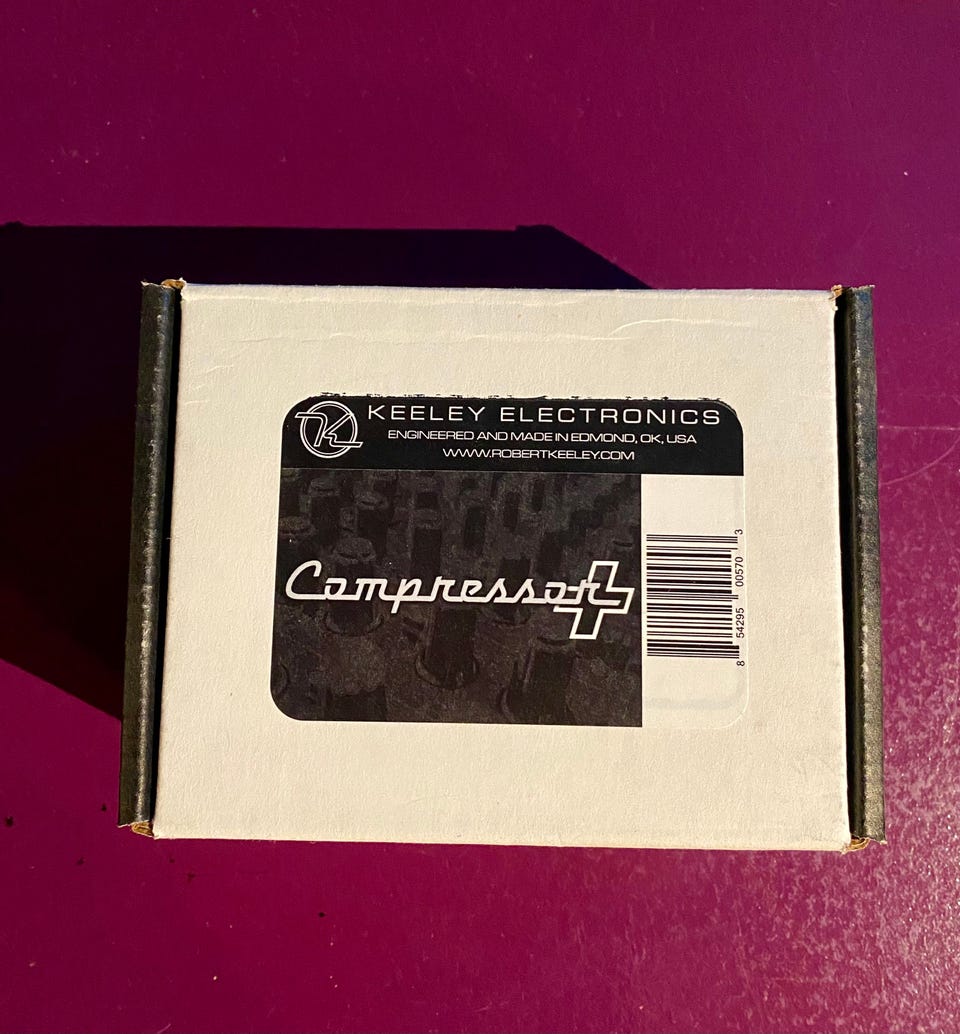 KEELEY ELECTRONICS
ENGINEERED AND MADE IN EDMOND, OK, USA
WWW.ROBERTKEELEY.COM
Compressor+
8 54295 00570 3